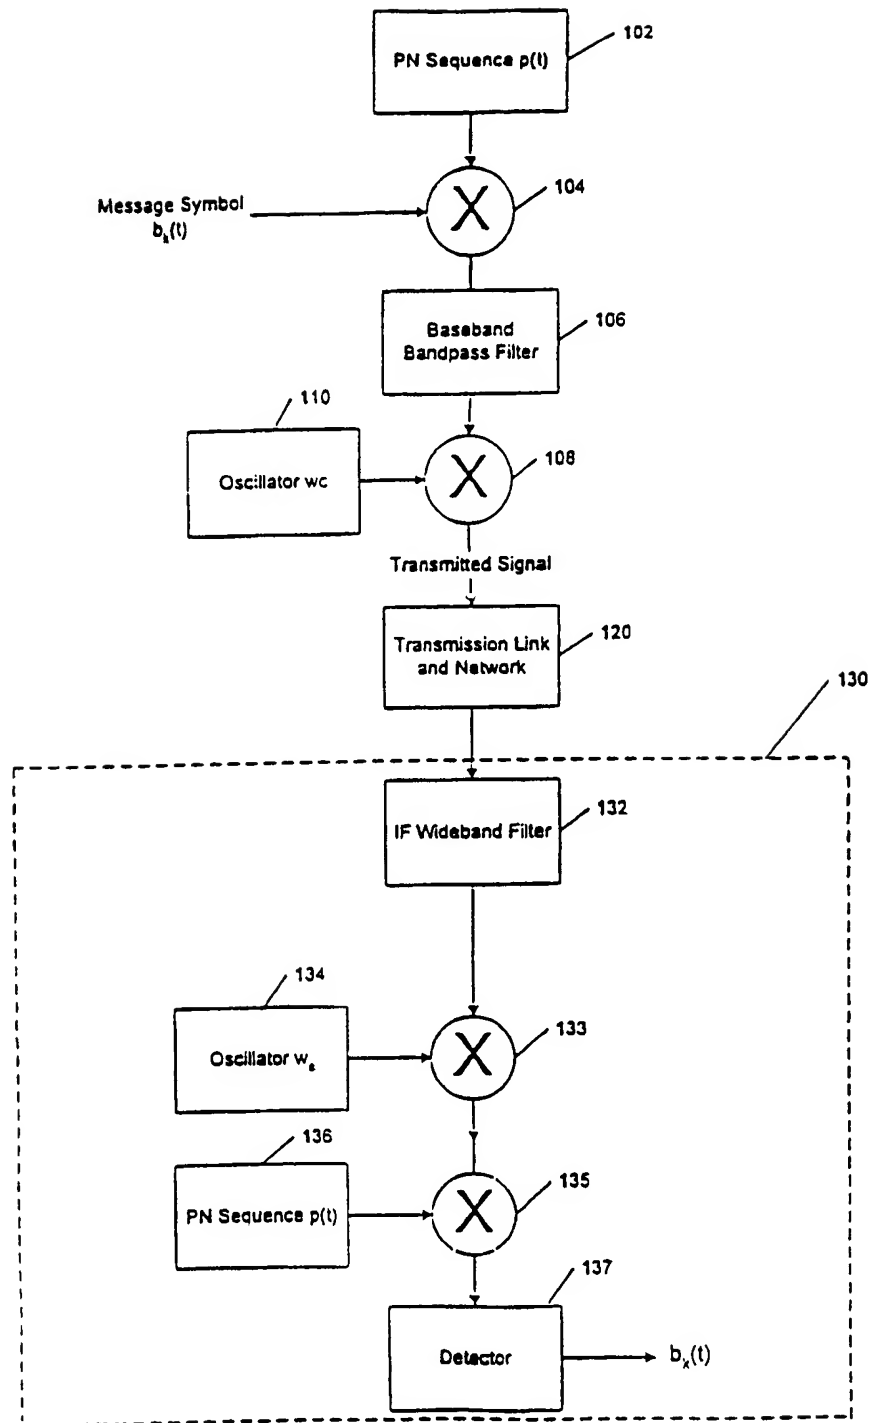 PN Sequence p(t)
102
104
Message Symbol
bₖ(t)
Baseband
Bandpass Filter
106
110
Oscillator wc
108
Transmitted Signal
Transmission Link
and Network
120
130
IF Wideband Filter
132
134
Oscillator wₛ
133
136
PN Sequence p(t)
135
137
Detector
bₓ(t)